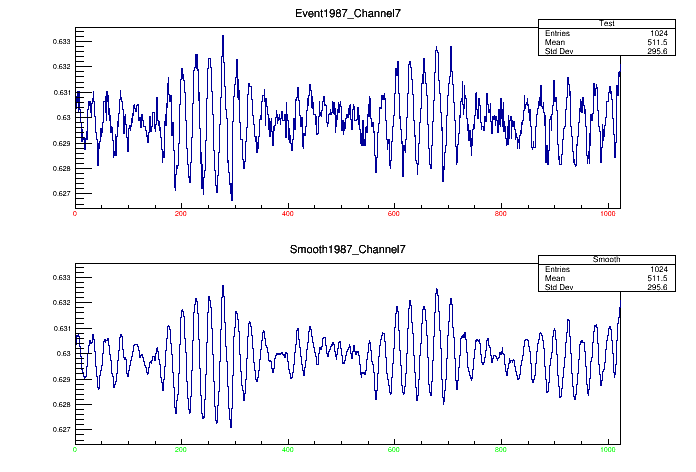 Event1987_Channel7
Test
Entries 1024
Mean 511.5
Std Dev 295.6
0.633
0.632
0.631
0.63
0.629
0.628
0.627
0 200 400 600 800 1000
Smooth1987_Channel7
Smooth
Entries 1024
Mean 511.5
Std Dev 295.6
0.633
0.632
0.631
0.63
0.629
0.628
0.627
0 200 400 600 800 1000